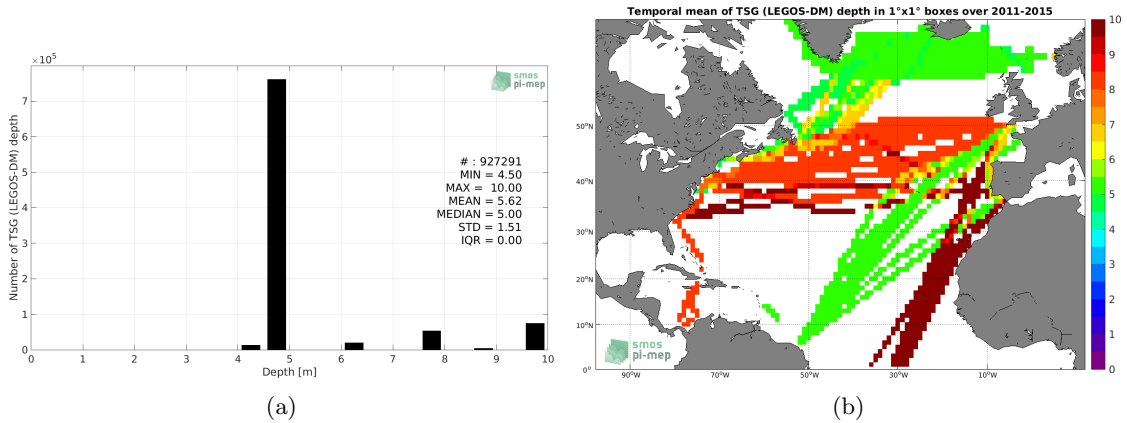 ×10⁵
Number of TSG (LEGOS-DM) depth
7
6
5
4
3
2
1
0
0 1 2 3 4 5 6 7 8 9 10
Depth [m]
smos
pi-mep
# : 927291
MIN = 4.50
MAX = 10.00
MEAN = 5.62
MEDIAN = 5.00
STD = 1.51
IQR = 0.00
(a)
Temporal mean of TSG (LEGOS-DM) depth in 1°x1° boxes over 2011-2015
50°N
40°N
30°N
20°N
10°N
0°
90°W 70°W 50°W 30°W 10°W
smos
pi-mep
10
9
8
7
6
5
4
3
2
1
0
(b)